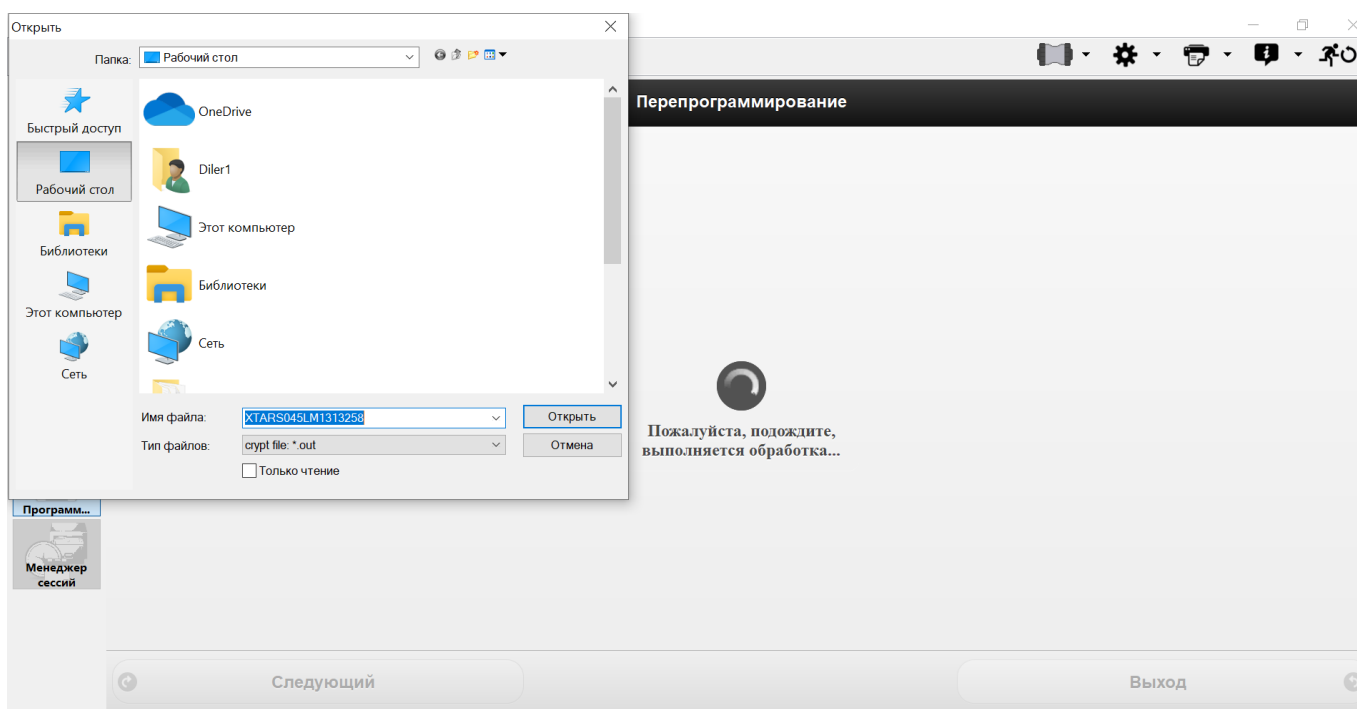 Открыть
Папка: Рабочий стол
Быстрый доступ
Рабочий стол
Библиотеки
Этот компьютер
Сеть
OneDrive
Diler1
Этот компьютер
Библиотеки
Сеть
Имя файла: XTARS045LM1313258 Открыть
Тип файлов: crypt file: *.out Отмена
Только чтение
Перепрограммирование
Пожалуйста, подождите,
выполняется обработка...
Программ...
Менеджер
сессий
Следующий
Выход